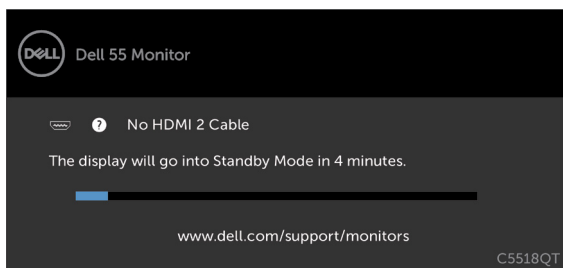 DELL
Dell 55 Monitor
? No HDMI 2 Cable
The display will go into Standby Mode in 4 minutes.
www.dell.com/support/monitors
C5518QT